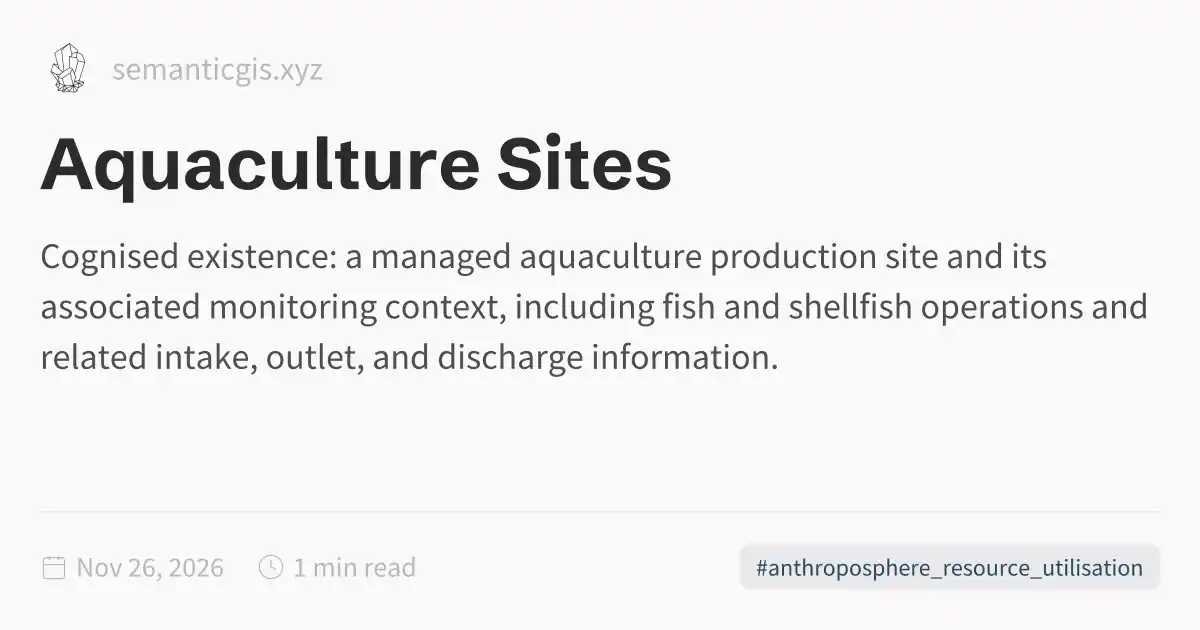 semanticgis.xyz
Aquaculture Sites
Cognised existence: a managed aquaculture production site and its
associated monitoring context, including fish and shellfish operations and
related intake, outlet, and discharge information.
Nov 26, 2026 1 min read #anthroposphere_resource_utilisation